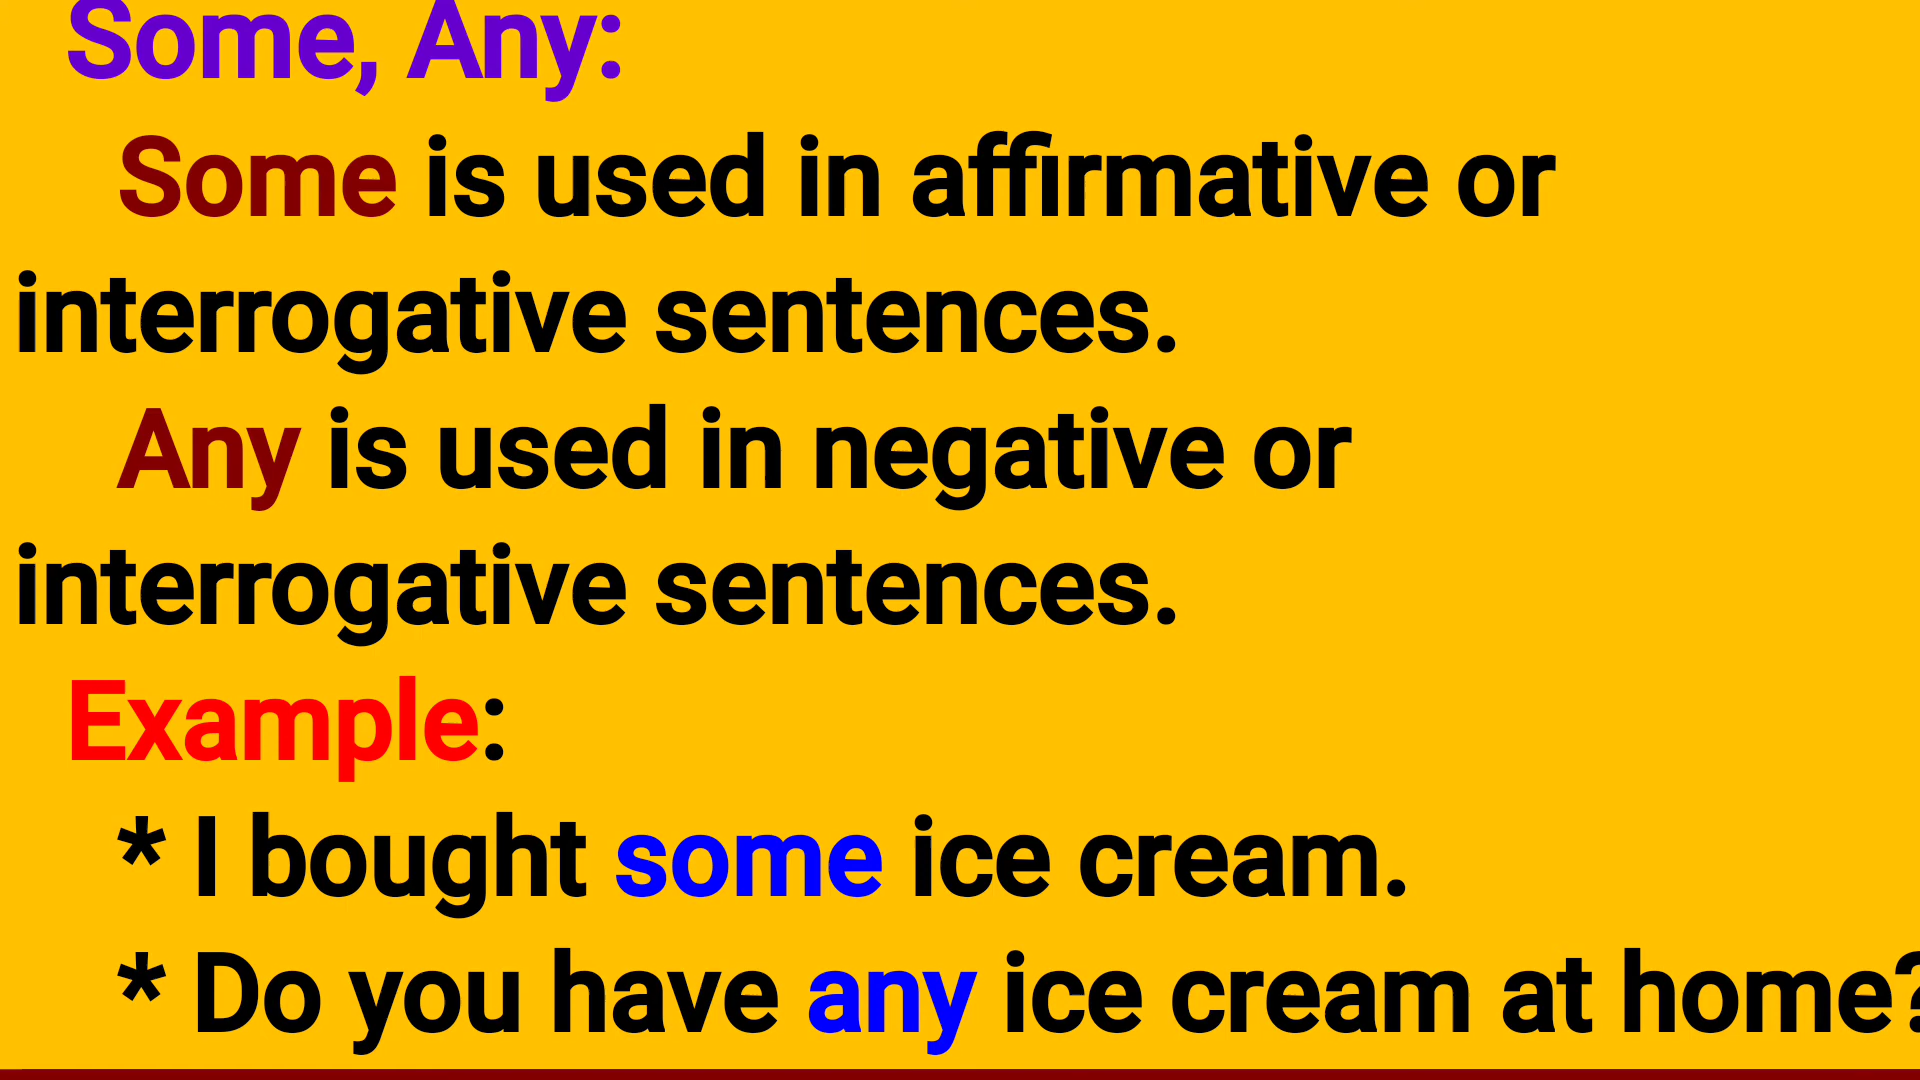 Some, Any:
Some is used in affirmative or
interrogative sentences.
Any is used in negative or
interrogative sentences.
Example:
* I bought some ice cream.
* Do you have any ice cream at home?